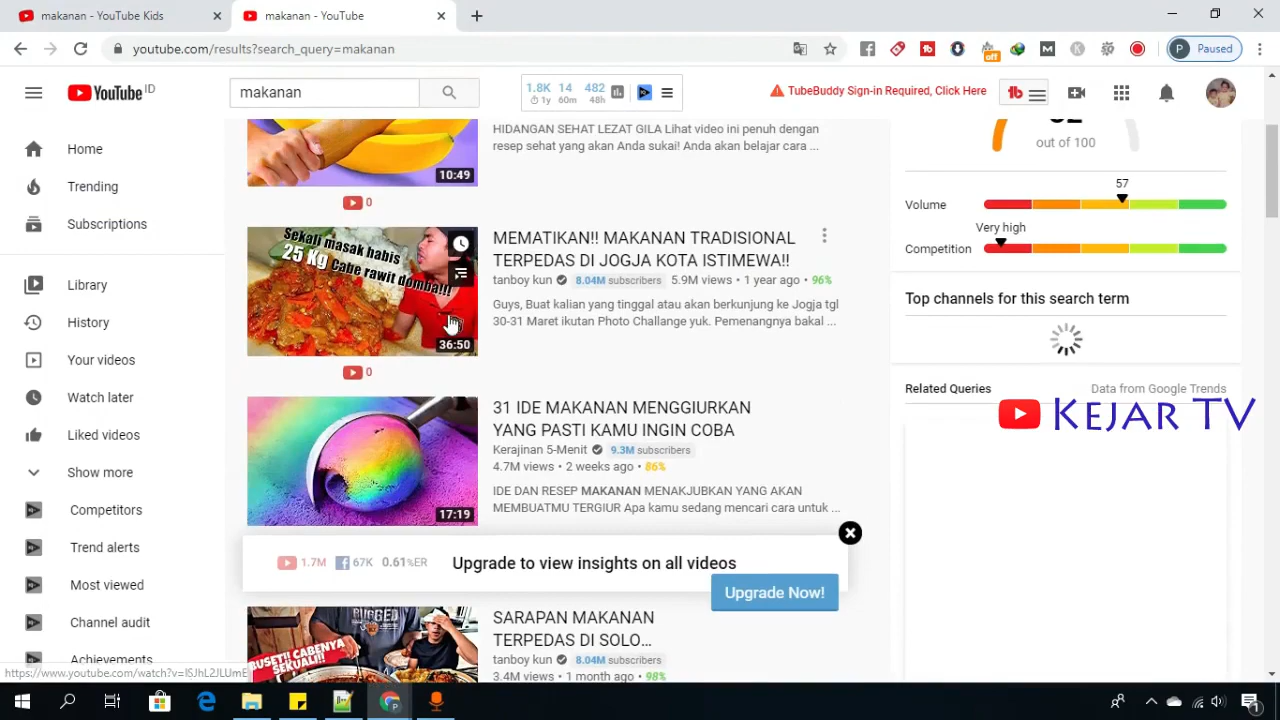 makanan - YouTube Kids
makanan - YouTube
youtube.com/results?search_query=makanan
off
P Paused
YouTube ID
makanan
1.8K 14 482
1y 60m 48h
TubeBuddy Sign-in Required, Click Here
HIDANGAN SEHAT LEZAT GILA Lihat video ini penuh dengan
resep sehat yang akan Anda sukai! Anda akan belajar cara ...
10:49
0
out of 100
Volume
57
Very high
Competition
Home
Trending
Subscriptions
Library
History
Your videos
Watch later
Liked videos
Show more
Competitors
Trend alerts
Most viewed
Channel audit
Achievements
Sekali masak habis
25 Kg cabe rawit domba!!!
36:50
MEMATIKAN!! MAKANAN TRADISIONAL
TERPEDAS DI JOGJA KOTA ISTIMEWA!!
tanboy kun 8.04M subscribers 5.9M views • 1 year ago • 96%
Guys, Buat kalian yang tinggal atau akan berkunjung ke Jogja tgl
30-31 Maret ikutan Photo Challange yuk. Pemenangnya bakal ...
0
Top channels for this search term
Related Queries
Data from Google Trends
KEJAR TV
31 IDE MAKANAN MENGGIURKAN
YANG PASTI KAMU INGIN COBA
Kerajinan 5-Menit 9.3M subscribers
4.7M views • 2 weeks ago • 86%
IDE DAN RESEP MAKANAN MENAKJUBKAN YANG AKAN
MEMBUATMU TERGIUR Apa kamu sedang mencari cara untuk ...
17:19
1.7M 67K 0.61%ER
Upgrade to view insights on all videos
Upgrade Now!
RUGGED
BUSET!! CABENYA
SEKUALI!!!
SARAPAN MAKANAN
TERPEDAS DI SOLO...
tanboy kun 8.04M subscribers
3.4M views • 1 month ago • 98%